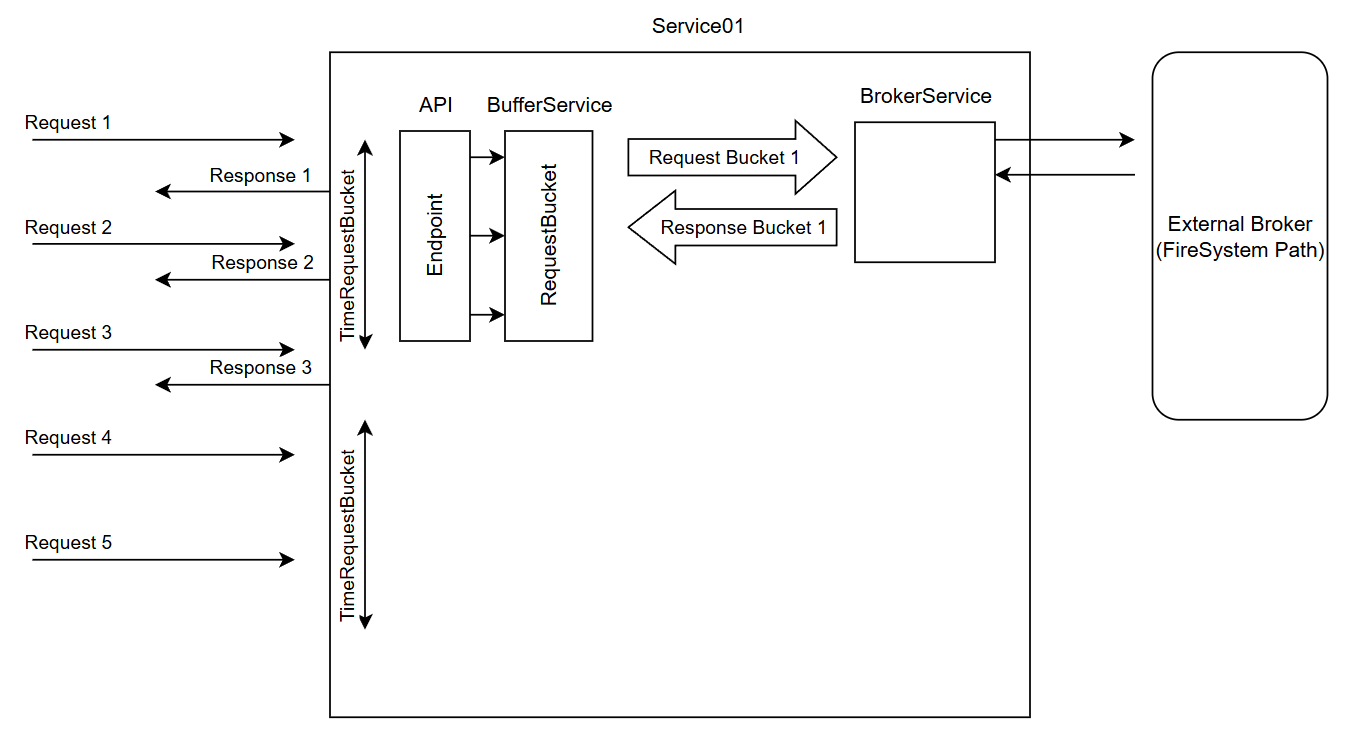 Service01
API
BufferService
BrokerService
Request 1
Response 1
Request 2
Response 2
Request 3
Response 3
Request 4
Request 5
TimeRequestBucket
TimeRequestBucket
Endpoint
RequestBucket
Request Bucket 1
Response Bucket 1
External Broker
(FireSystem Path)